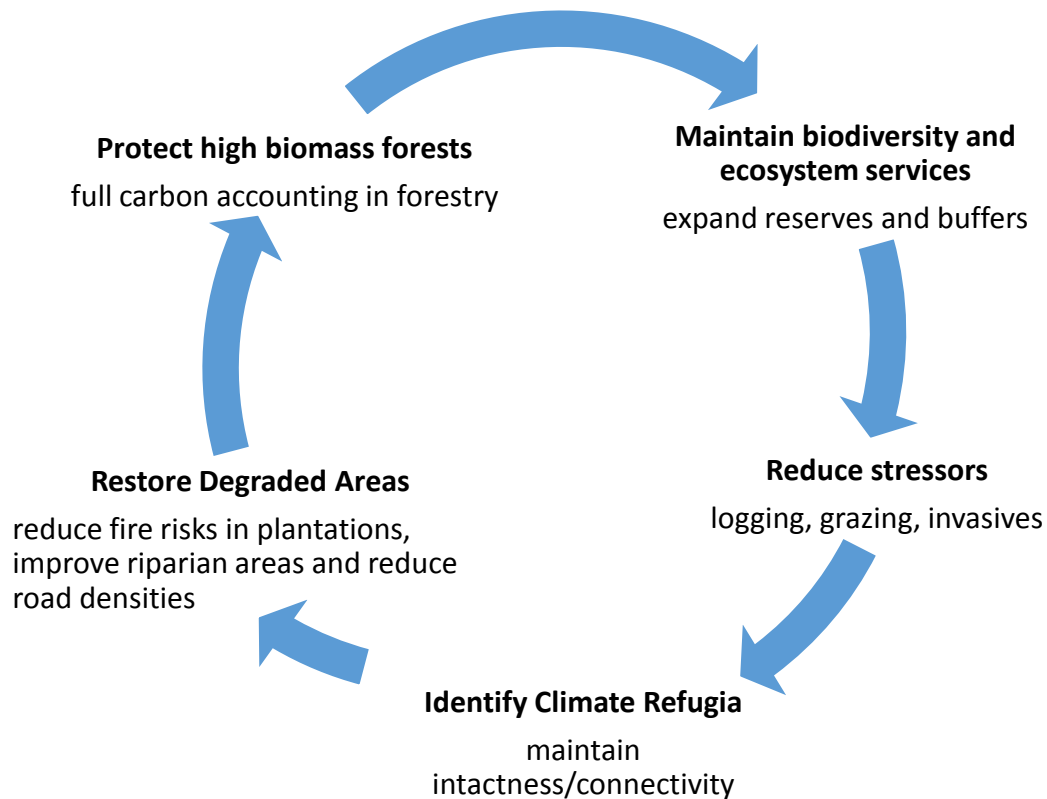 Protect high biomass forests
full carbon accounting in forestry
Maintain biodiversity and
ecosystem services
expand reserves and buffers
Reduce stressors
logging, grazing, invasives
Identify Climate Refugia
maintain
intactness/connectivity
Restore Degraded Areas
reduce fire risks in plantations,
improve riparian areas and reduce
road densities